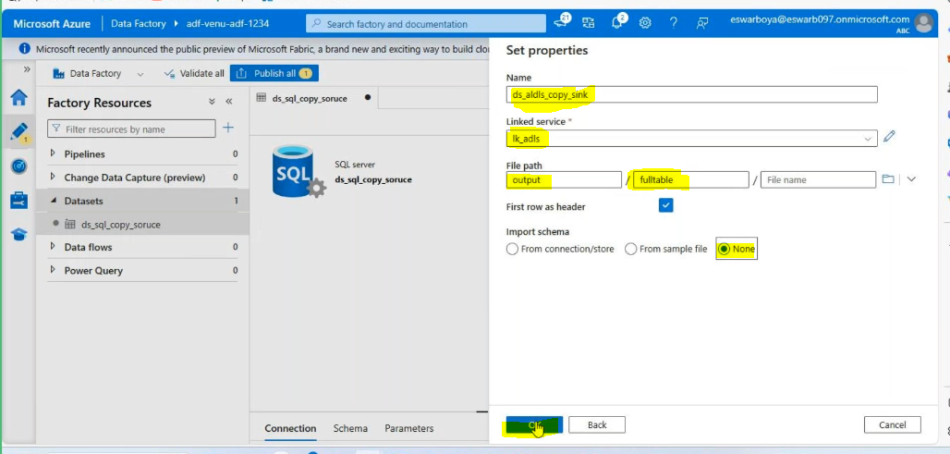 Microsoft Azure | Data Factory ▸ adf-venu-adf-1234
Search factory and documentation
21
2
eswarboya@eswarb097.onmicrosoft.com
ABC
Microsoft recently announced the public preview of Microsoft Fabric, a brand new and exciting way to build clo
Data Factory
Validate all
Publish all 1
Factory Resources
Filter resources by name
1
Pipelines 0
Change Data Capture (preview) 0
Datasets 1
ds_sql_copy_soruce
Data flows 0
Power Query 0
ds_sql_copy_soruce
SQL
SQL server
ds_sql_copy_soruce
Connection Schema Parameters
Set properties
Name
ds_aldls_copy_sink
Linked service *
lk_adls
File path
output / fulltable / File name
First row as header
Import schema
From connection/store From sample file None
OK Back Cancel